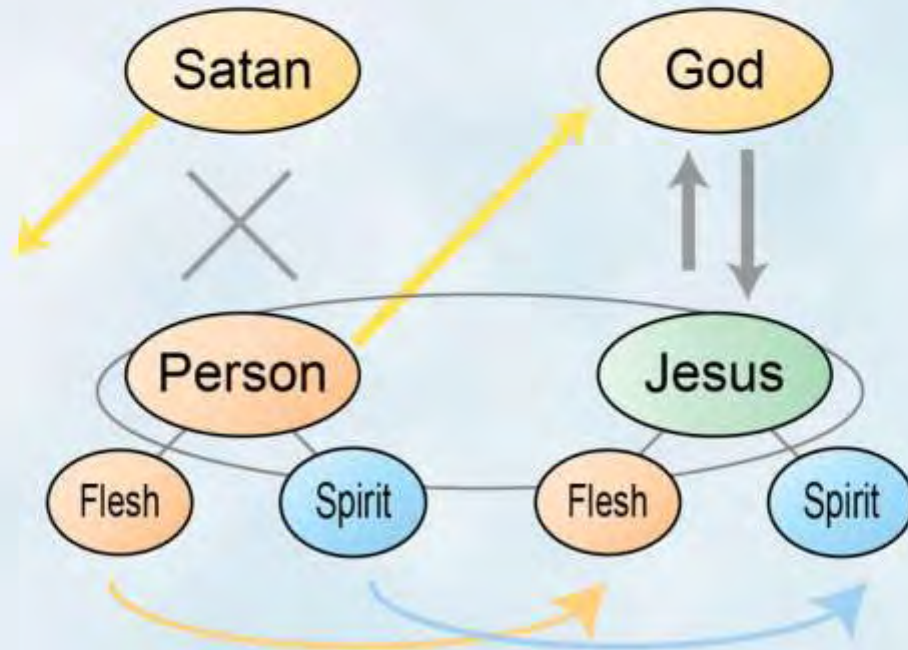 Satan
God
Person
Jesus
Flesh
Spirit
Flesh
Spirit